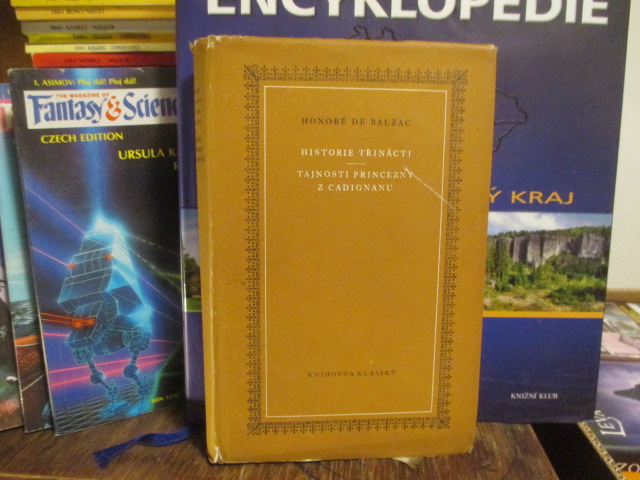 ENCYKLOPEDIE
I. ASIMOV: Pluj dál! Pluj dál!
THE MAGAZINE OF
Fantasy & Scien
CZECH EDITION
URSULA K
HONORÉ DE BALZAC
HISTORIE TŘINÁCTI
TAJNOSTI PRINCEZNY
Z CADIGNANU
KNIHOVNA KLASIKŮ
Ý KRAJ
KNIŽNÍ KLUB